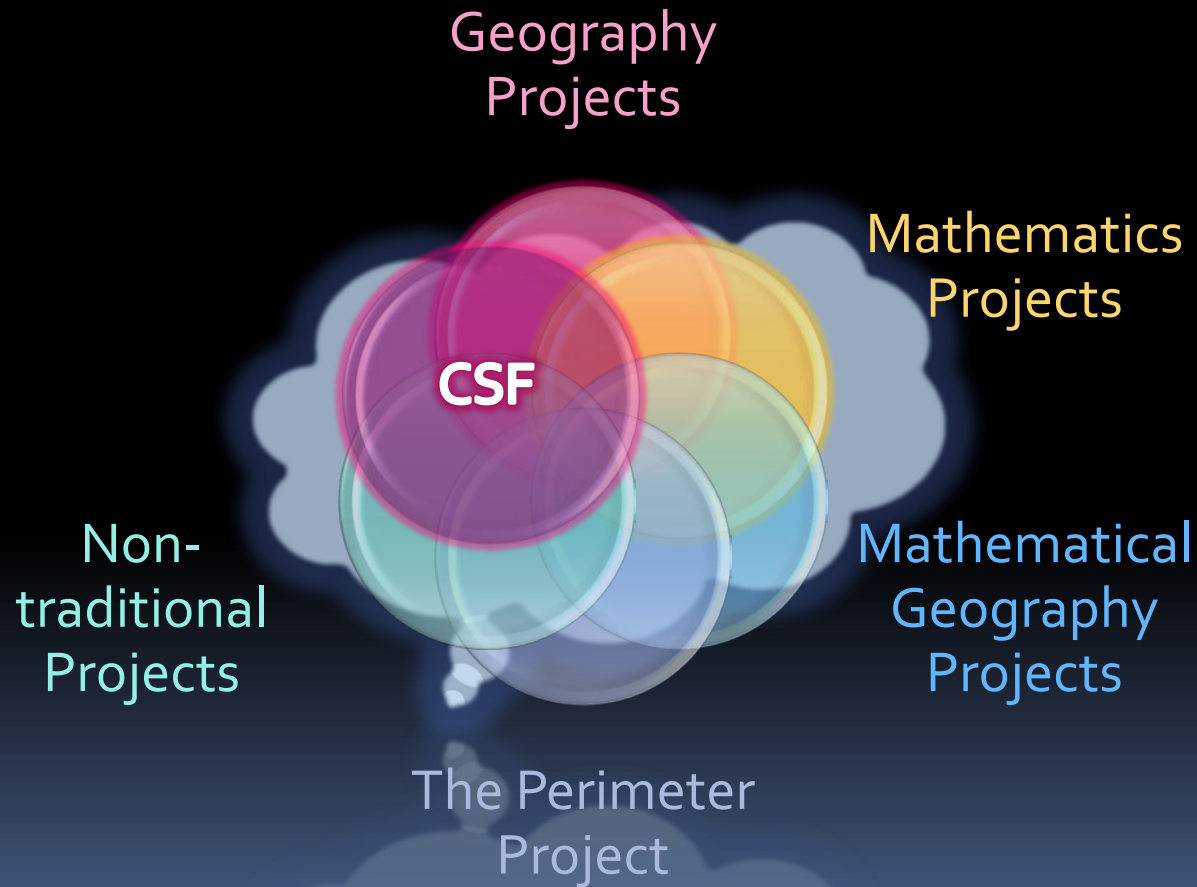 Geography
Projects
Mathematics
Projects
CSF
Non-
traditional
Projects
Mathematical
Geography
Projects
The Perimeter
Project